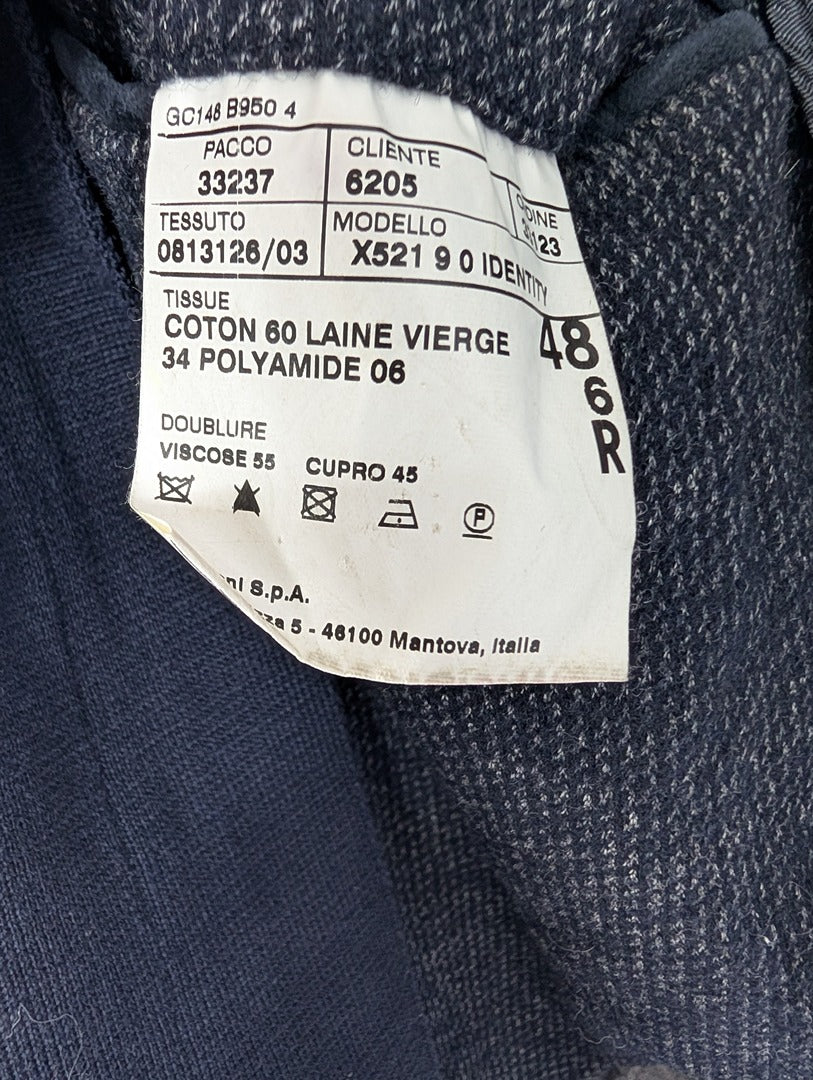 GC148 B950 4
PACCO
33237
CLIENTE
6205
TESSUTO
0813126/03
MODELLO
X521 9 0 IDENTITY
TISSUE
COTON 60 LAINE VIERGE
34 POLYAMIDE 06
48
6
R
DOUBLURE
VISCOSE 55 CUPRO 45
P
S.p.A.
5 - 46100 Mantova, Italia